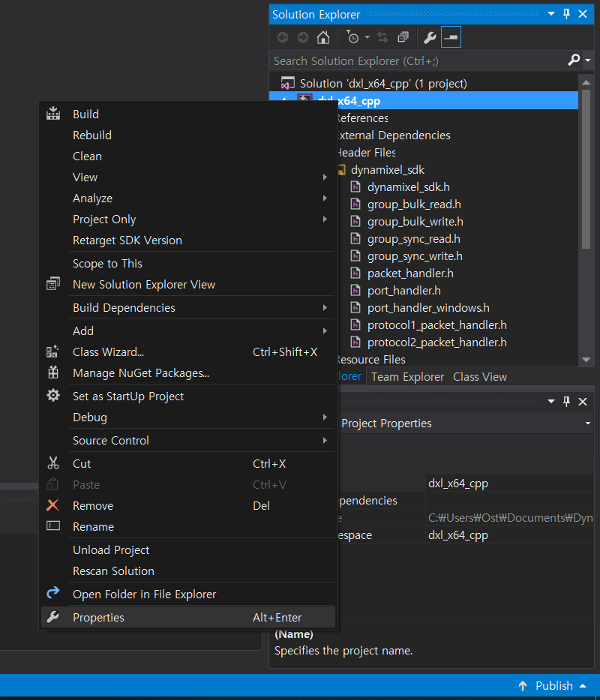 Solution Explorer
Search Solution Explorer (Ctrl+;)
Solution 'dxl_x64_cpp' (1 project)
dxl_x64_cpp
References
External Dependencies
Header Files
dynamixel_sdk
dynamixel_sdk.h
group_bulk_read.h
group_bulk_write.h
group_sync_read.h
group_sync_write.h
packet_handler.h
port_handler.h
port_handler_windows.h
protocol1_packet_handler.h
protocol2_packet_handler.h
Resource Files
Team Explorer Class View
Build
Rebuild
Clean
View
Analyze
Project Only
Retarget SDK Version
Scope to This
New Solution Explorer View
Build Dependencies
Add
Class Wizard... Ctrl+Shift+X
Manage NuGet Packages...
Set as StartUp Project
Debug
Source Control
Cut Ctrl+X
Paste Ctrl+V
Remove Del
Rename
Unload Project
Rescan Solution
Open Folder in File Explorer
Properties Alt+Enter
Project Properties
dxl_x64_cpp
C:₩Users₩Ost₩Documents₩Dyn
dxl_x64_cpp
(Name)
Specifies the project name.
Publish